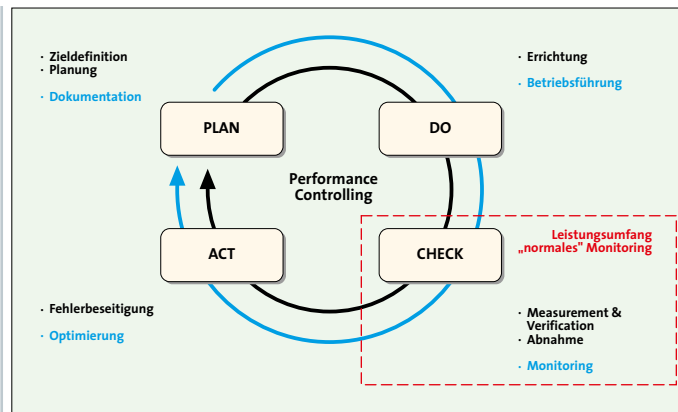 · Zieldefinition
· Planung
· Dokumentation
· Errichtung
· Betriebsführung
PLAN
DO
Performance
Controlling
ACT
CHECK
Leistungsumfang
„normales" Monitoring
· Fehlerbeseitigung
· Optimierung
· Measurement &
Verification
· Abnahme
· Monitoring